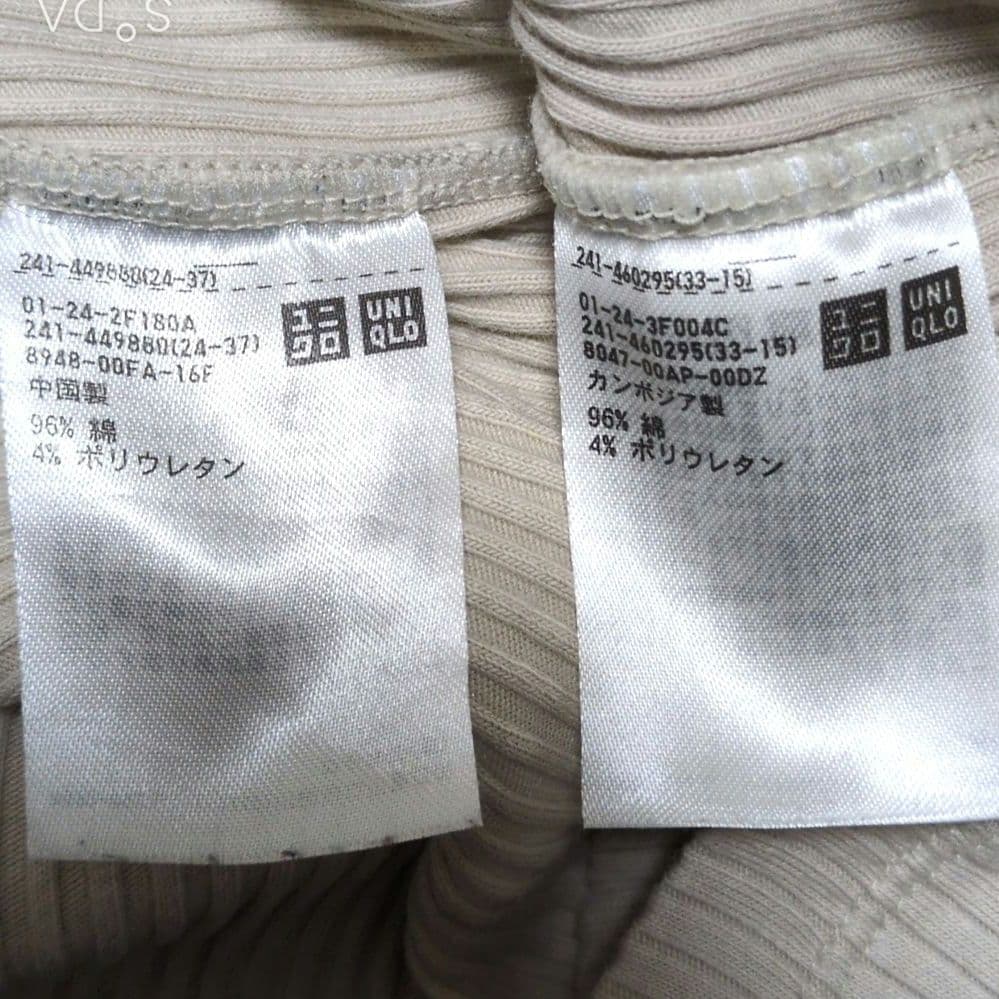 241-449880(24-37)
01-24-2F180A
241-449880(24-37)
8948-00FA-16F
中国製
96% 綿
4% ポリウレタン
ユニ
クロ
UNI
QLO
241-460295(33-15)
01-24-3F004C
241-460295(33-15)
8047-00AP-00DZ
カンボジア製
96% 綿
4% ポリウレタン
ユニ
クロ
UNI
QLO